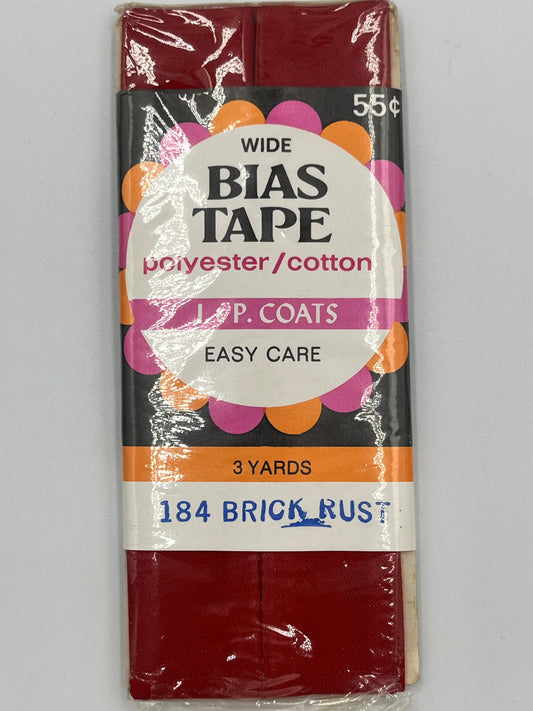 55¢
WIDE
BIAS
TAPE
polyester/cotton
J. & P. COATS
EASY CARE
3 YARDS
184 BRICK RUST